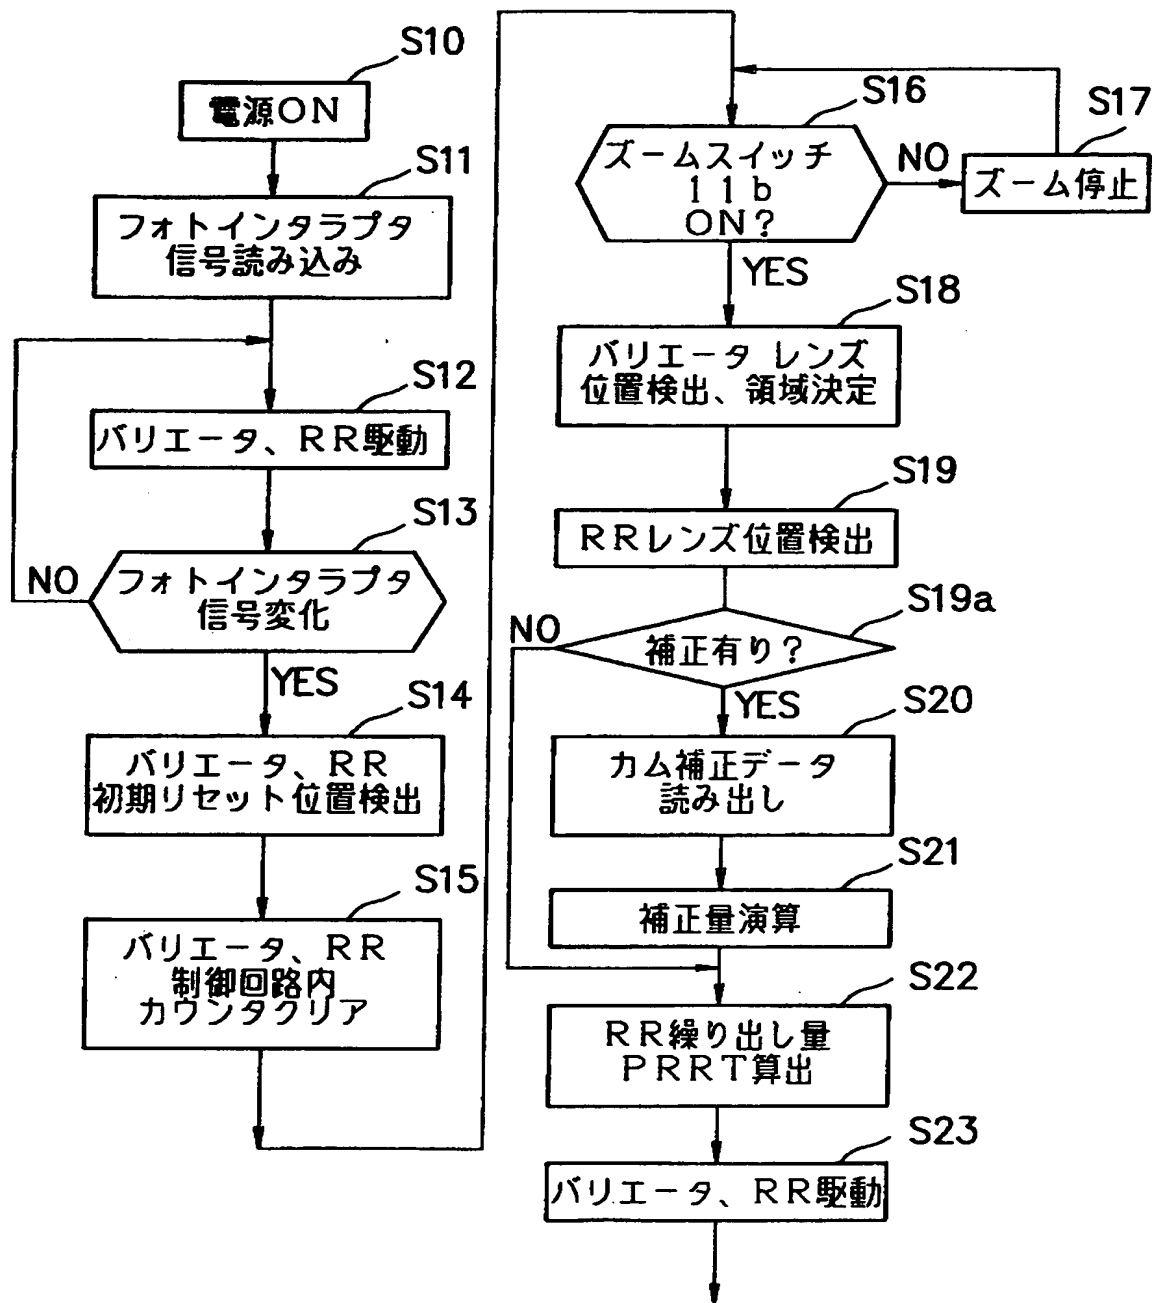 S10
電源ON
S11
フォトインタラプタ
信号読み込み
S12
バリエータ、RR駆動
S13
フォトインタラプタ
信号変化
NO
YES
S14
バリエータ、RR
初期リセット位置検出
S15
バリエータ、RR
制御回路内
カウンタクリア
S16
ズームスイッチ
11b
ON?
NO
S17
ズーム停止
YES
S18
バリエータ レンズ
位置検出、領域決定
S19
RRレンズ位置検出
S19a
補正有り?
NO
YES
S20
カム補正データ
読み出し
S21
補正量演算
S22
RR繰り出し量
PRRT算出
S23
バリエータ、RR駆動